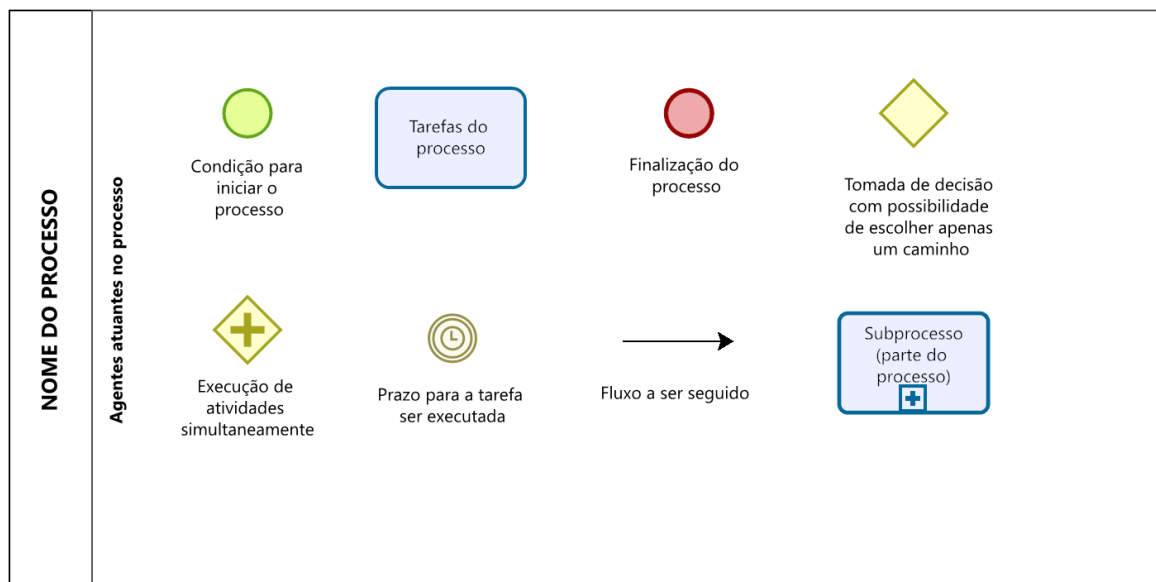 NOME DO PROCESSO
Agentes atuantes no processo
Condição para
iniciar o
processo
Tarefas do
processo
Finalização do
processo
Tomada de decisão
com possibilidade
de escolher apenas
um caminho
Execução de
atividades
simultaneamente
Prazo para a tarefa
ser executada
Fluxo a ser seguido
Subprocesso
(parte do
processo)